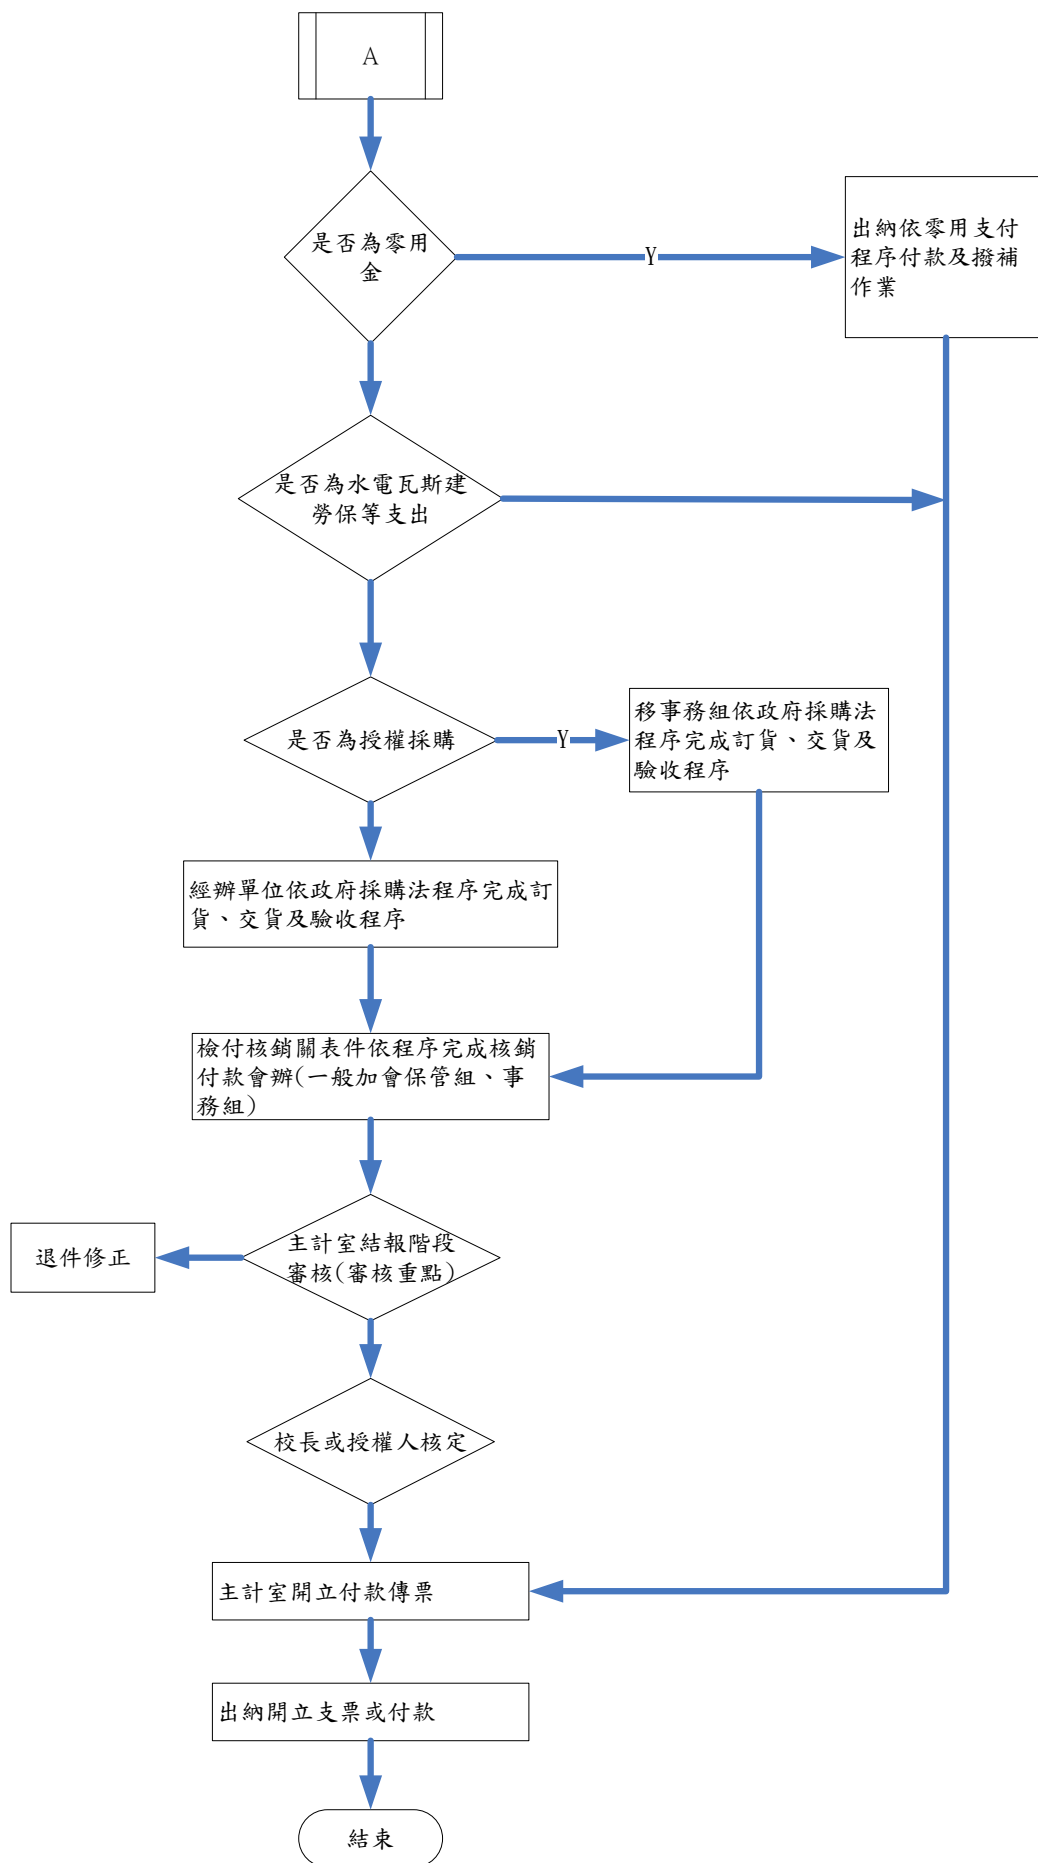 A
是否為零用
金
Y
出納依零用支付
程序付款及撥補
作業
是否為水電瓦斯建
勞保等支出
是否為授權採購
Y
移事務組依政府採購法
程序完成訂貨、交貨及
驗收程序
經辦單位依政府採購法程序完成訂
貨、交貨及驗收程序
檢付核銷關表件依程序完成核銷
付款會辦(一般加會保管組、事
務組)
主計室結報階段
審核(審核重點)
退件修正
校長或授權人核定
主計室開立付款傳票
出納開立支票或付款
結束